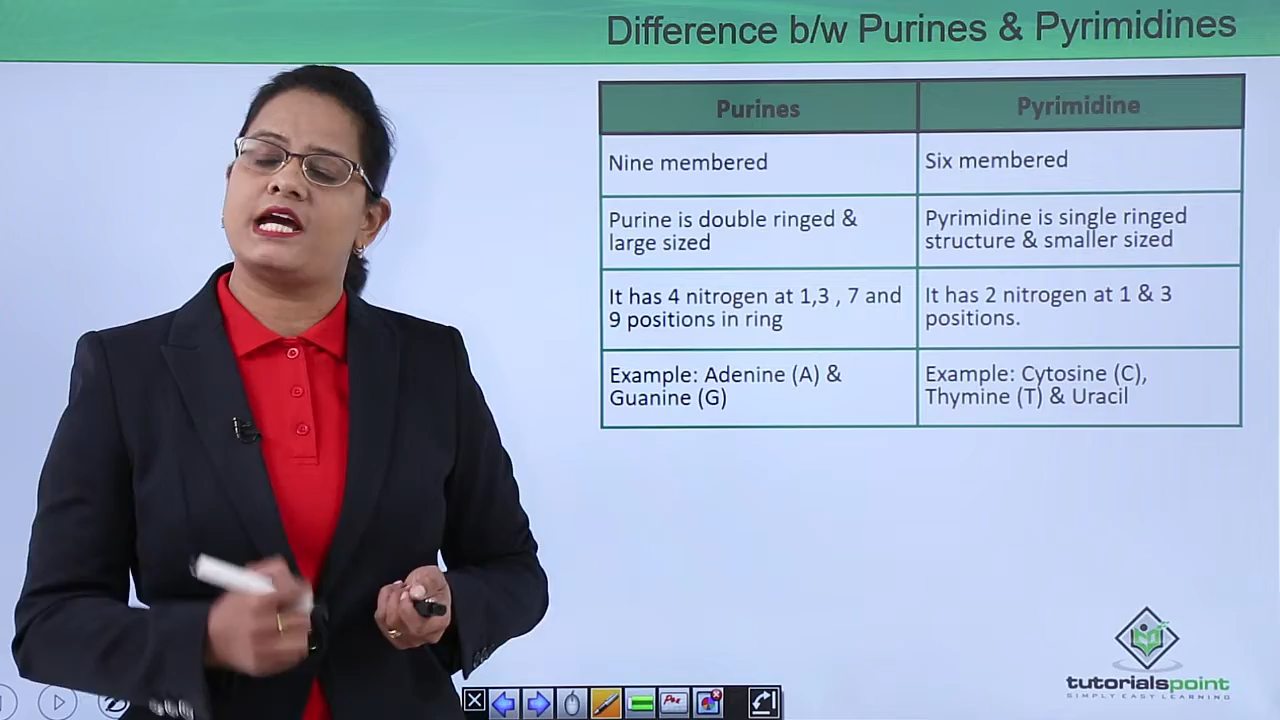 Difference b/w Purines & Pyrimidines
Purines
Pyrimidine
Nine membered
Six membered
Purine is double ringed &
large sized
Pyrimidine is single ringed
structure & smaller sized
It has 4 nitrogen at 1,3 , 7 and
9 positions in ring
It has 2 nitrogen at 1 & 3
positions.
Example: Adenine (A) &
Guanine (G)
Example: Cytosine (C),
Thymine (T) & Uracil
tutorialspoint
SIMPLY EASY LEARNING